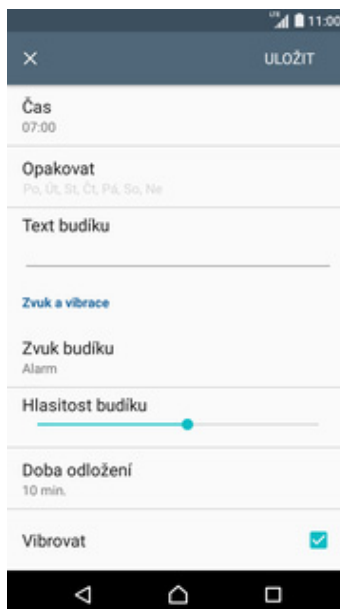 LTE 11:00
ULOŽIT
Čas
07:00
Opakovat
Po, Út, St, Čt, Pá, So, Ne
Text budíku
Zvuk a vibrace
Zvuk budíku
Alarm
Hlasitost budíku
Doba odložení
10 min.
Vibrovat